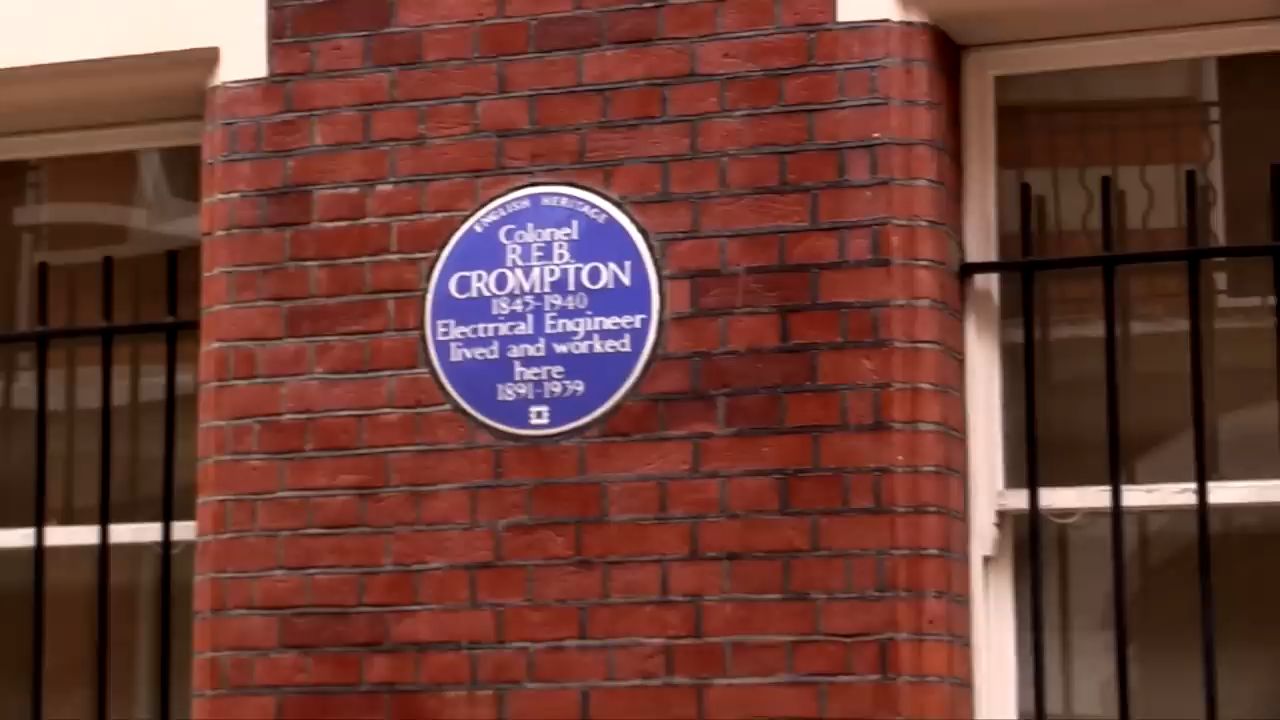 ENGLISH HERITAGE
Colonel
R.E.B.
CROMPTON
1845-1940
Electrical Engineer
lived and worked
here
1891-1939